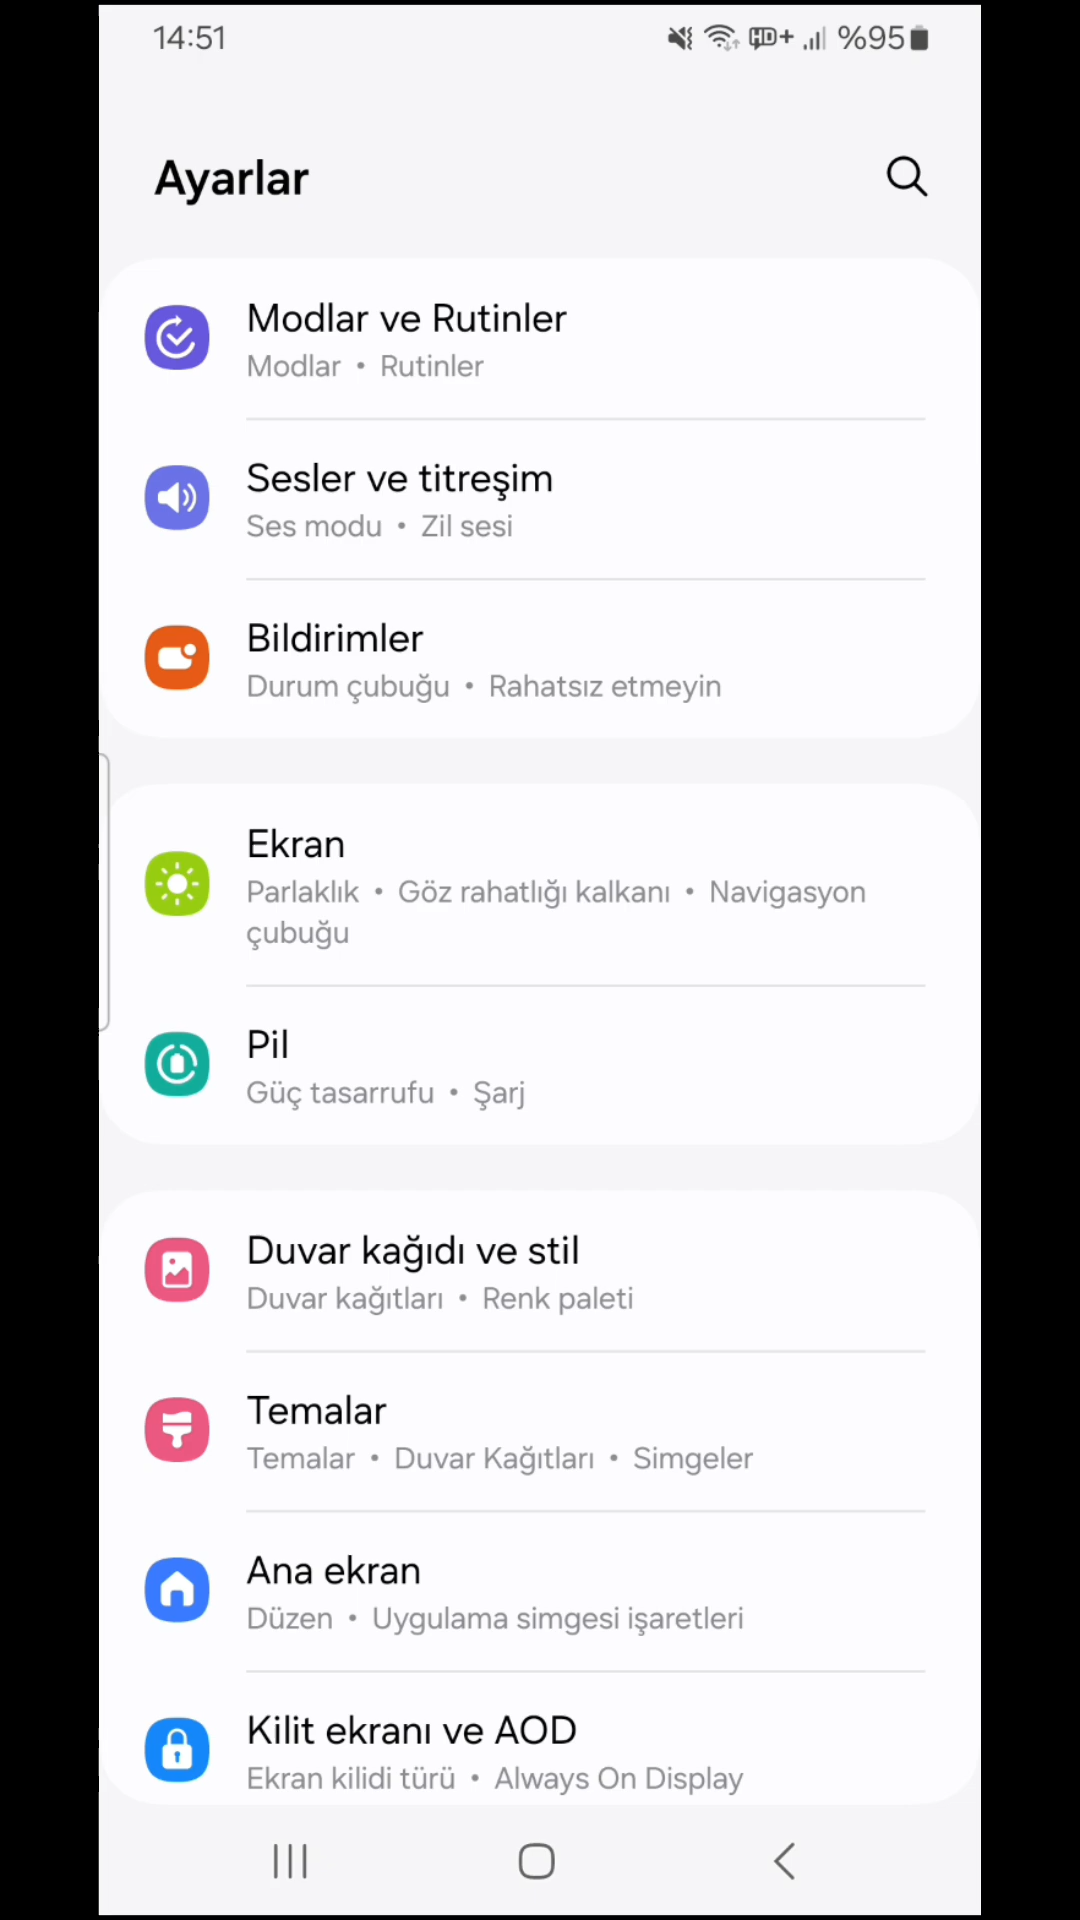 14:51
HD+ %95
Ayarlar
Modlar ve Rutinler
Modlar • Rutinler
Sesler ve titreşim
Ses modu • Zil sesi
Bildirimler
Durum çubuğu • Rahatsız etmeyin
Ekran
Parlaklık • Göz rahatlığı kalkanı • Navigasyon
çubuğu
Pil
Güç tasarrufu • Şarj
Duvar kağıdı ve stil
Duvar kağıtları • Renk paleti
Temalar
Temalar • Duvar Kağıtları • Simgeler
Ana ekran
Düzen • Uygulama simgesi işaretleri
Kilit ekranı ve AOD
Ekran kilidi türü • Always On Display